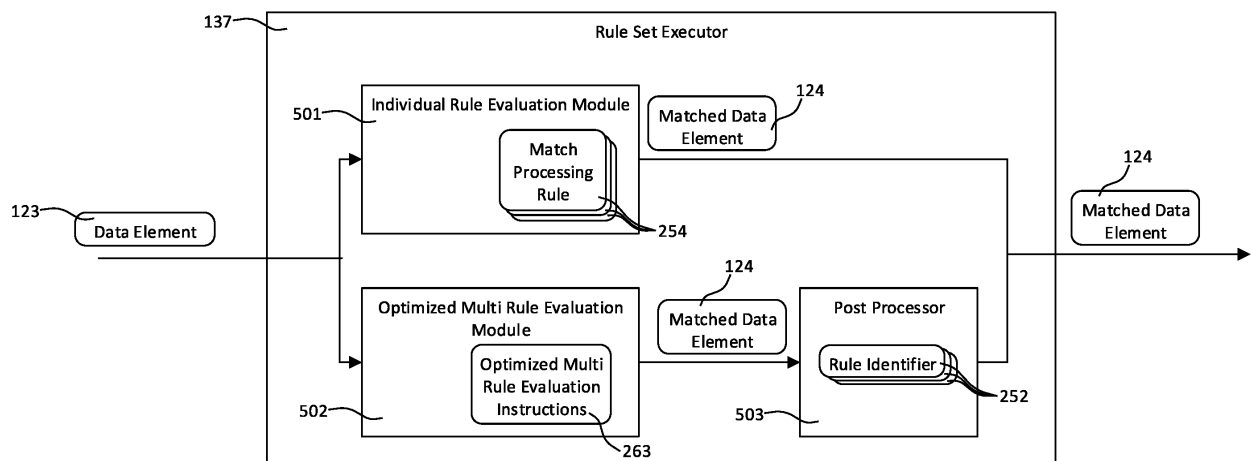 137
Rule Set Executor
501
Individual Rule Evaluation Module
Match
Processing
Rule
254
124
Matched Data
Element
124
Matched Data
Element
123
Data Element
Optimized Multi Rule Evaluation
Module
Optimized Multi
Rule Evaluation
Instructions
502
263
124
Matched Data
Element
Post Processor
Rule Identifier
503
252